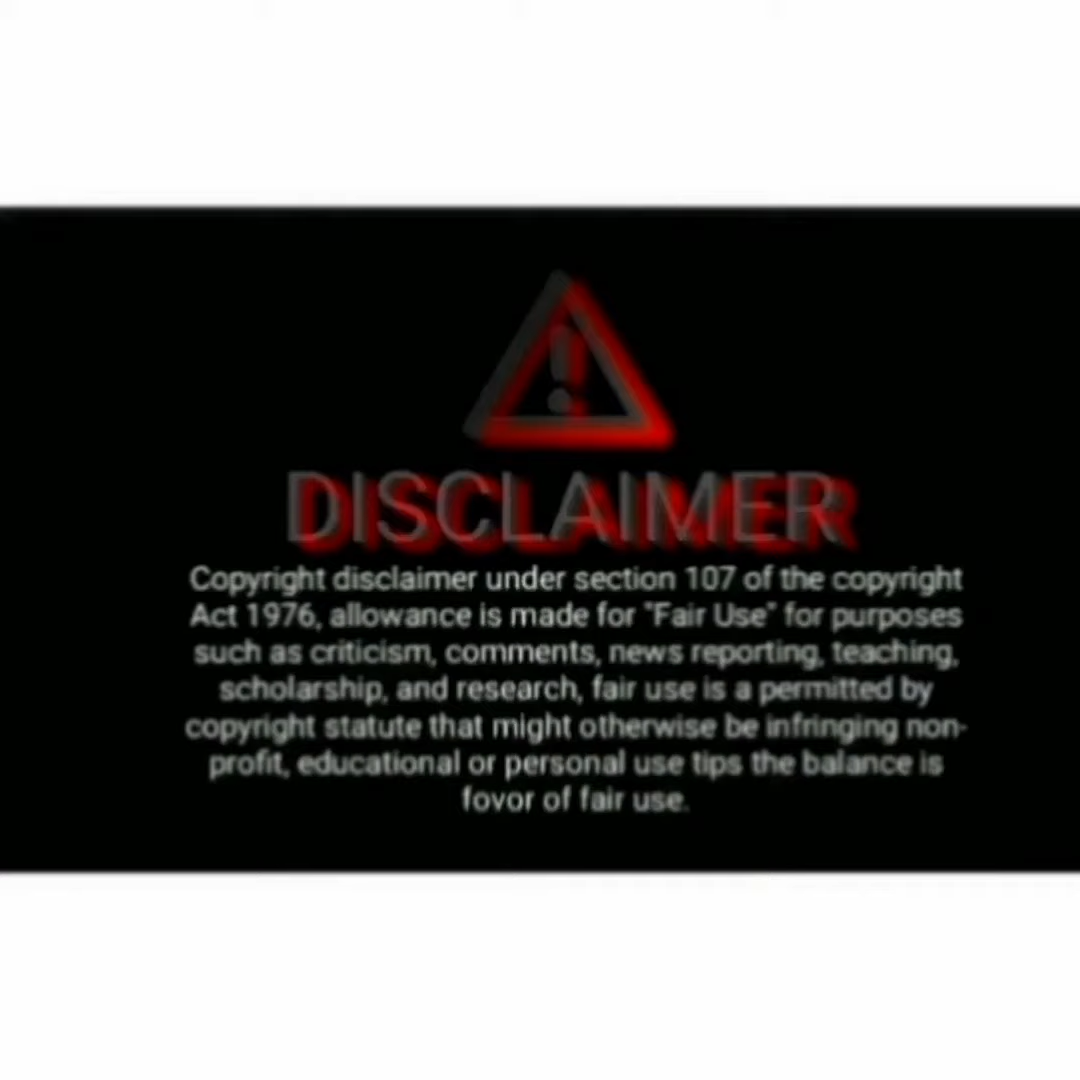 DISCLAIMER
Copyright disclaimer under section 107 of the copyright
Act 1976, allowance is made for "Fair Use" for purposes
such as criticism, comments, news reporting, teaching,
scholarship, and research, fair use is a permitted by
copyright statute that might otherwise be infringing non-
profit, educational or personal use tips the balance is
fovor of fair use.